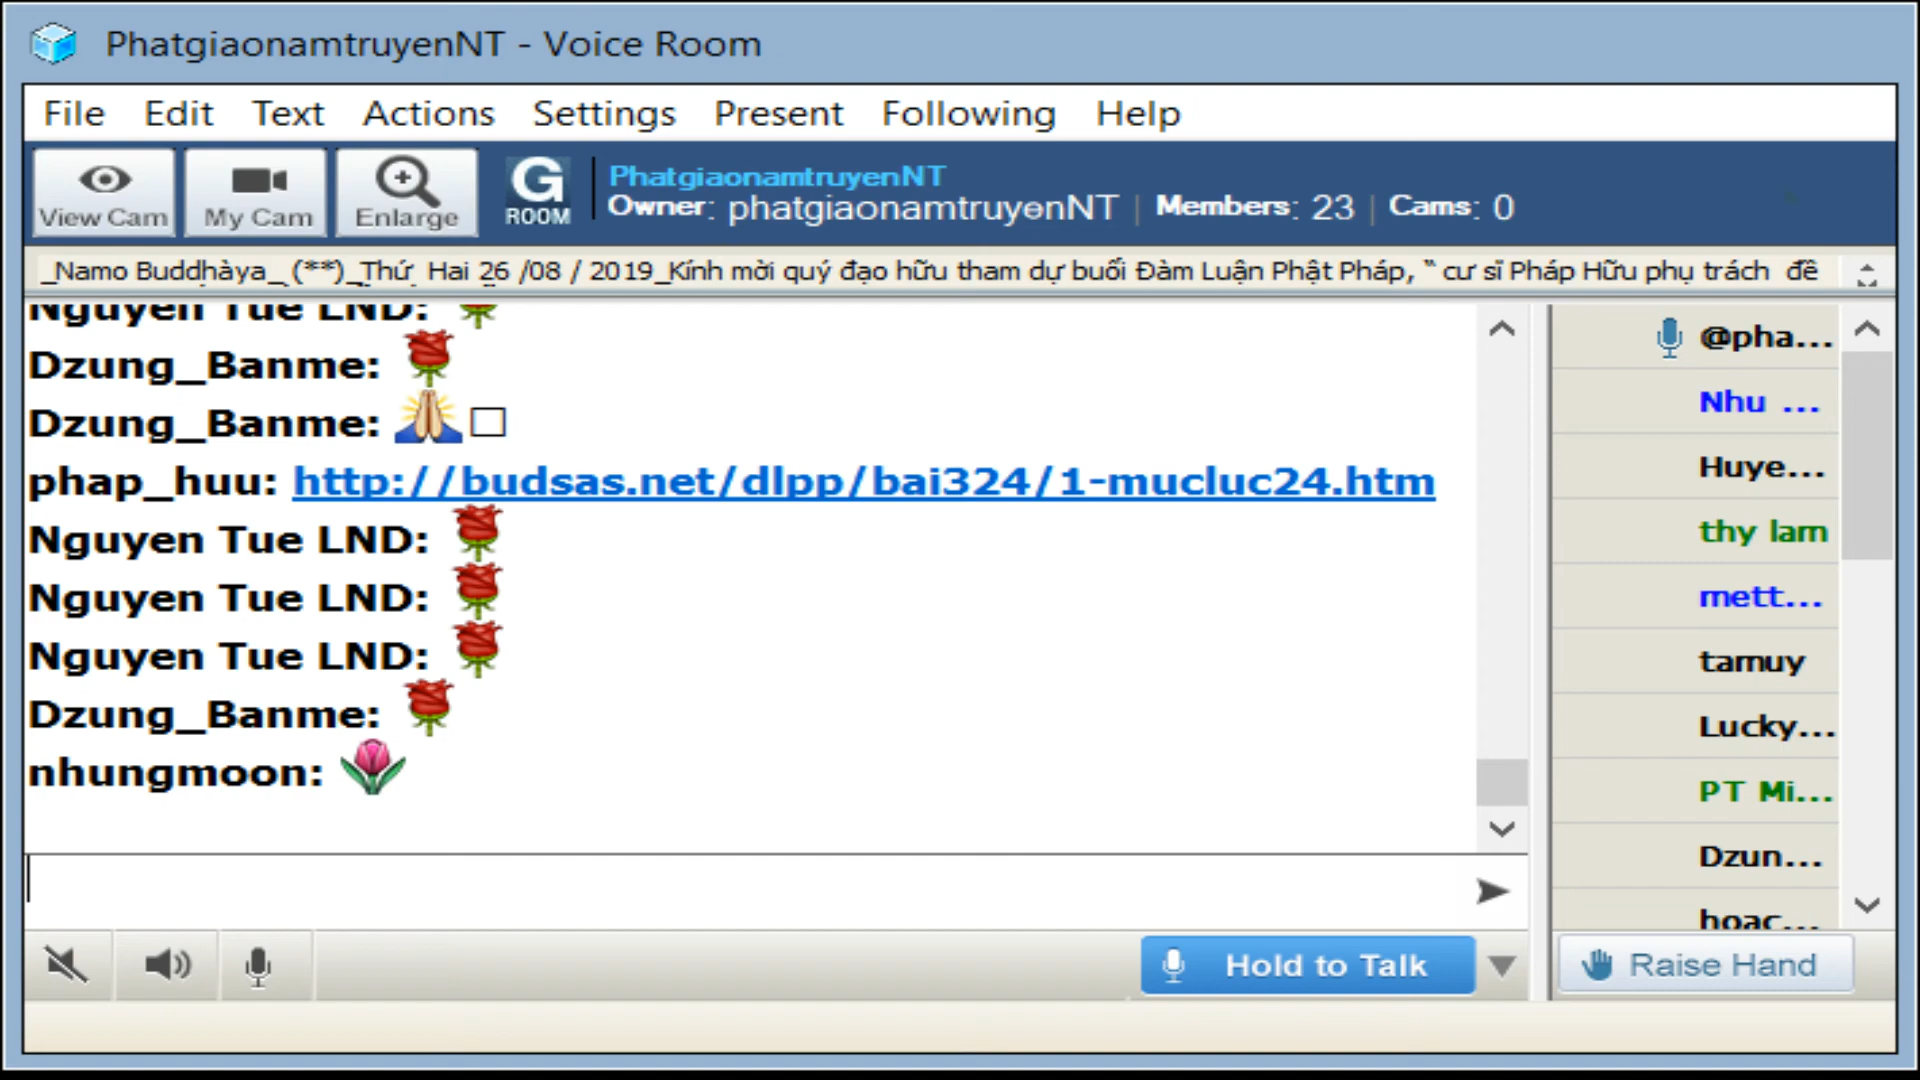 PhatgiaonamtruyenNT - Voice Room
File Edit Text Actions Settings Present Following Help
View Cam My Cam Enlarge G ROOM
PhatgiaonamtruyenNT
Owner: phatgiaonamtruyenNT | Members: 23 | Cams: 0
_Namo Buddhàya_ (**)_Thứ Hai 26 /08 / 2019_Kính mời quý đạo hữu tham dự buổi Đàm Luận Phật Pháp, “ cư sĩ Pháp Hữu phụ trách đề
Nguyen Tue LND:
Dzung_Banme:
Dzung_Banme:
phap_huu: http://budsas.net/dlpp/bai324/1-mucluc24.htm
Nguyen Tue LND:
Nguyen Tue LND:
Nguyen Tue LND:
Dzung_Banme:
nhungmoon:
@pha...
Nhu ...
Huye...
thy lam
mett...
tamuy
Lucky...
PT Mi...
Dzun...
hoac...
Hold to Talk
Raise Hand